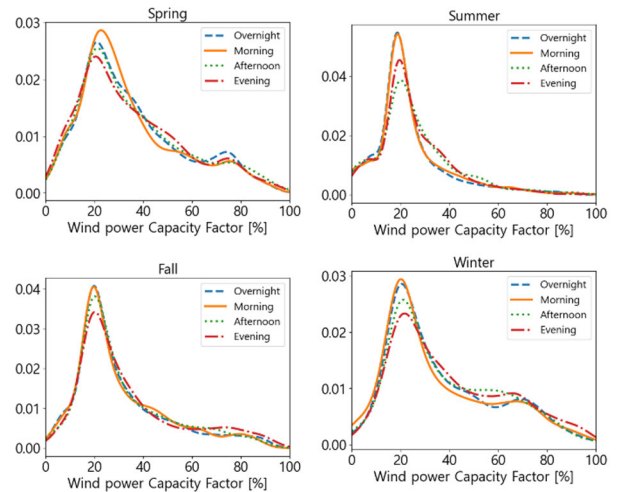 Spring
0.03
0.02
0.01
0.00
Overnight
Morning
Afternoon
Evening
0 20 40 60 80 100
Wind power Capacity Factor [%]
Summer
0.04
0.02
0.00
Overnight
Morning
Afternoon
Evening
0 20 40 60 80 100
Wind power Capacity Factor [%]
Fall
0.04
0.03
0.02
0.01
0.00
Overnight
Morning
Afternoon
Evening
0 20 40 60 80 100
Wind power Capacity Factor [%]
Winter
0.03
0.02
0.01
0.00
Overnight
Morning
Afternoon
Evening
0 20 40 60 80 100
Wind power Capacity Factor [%]